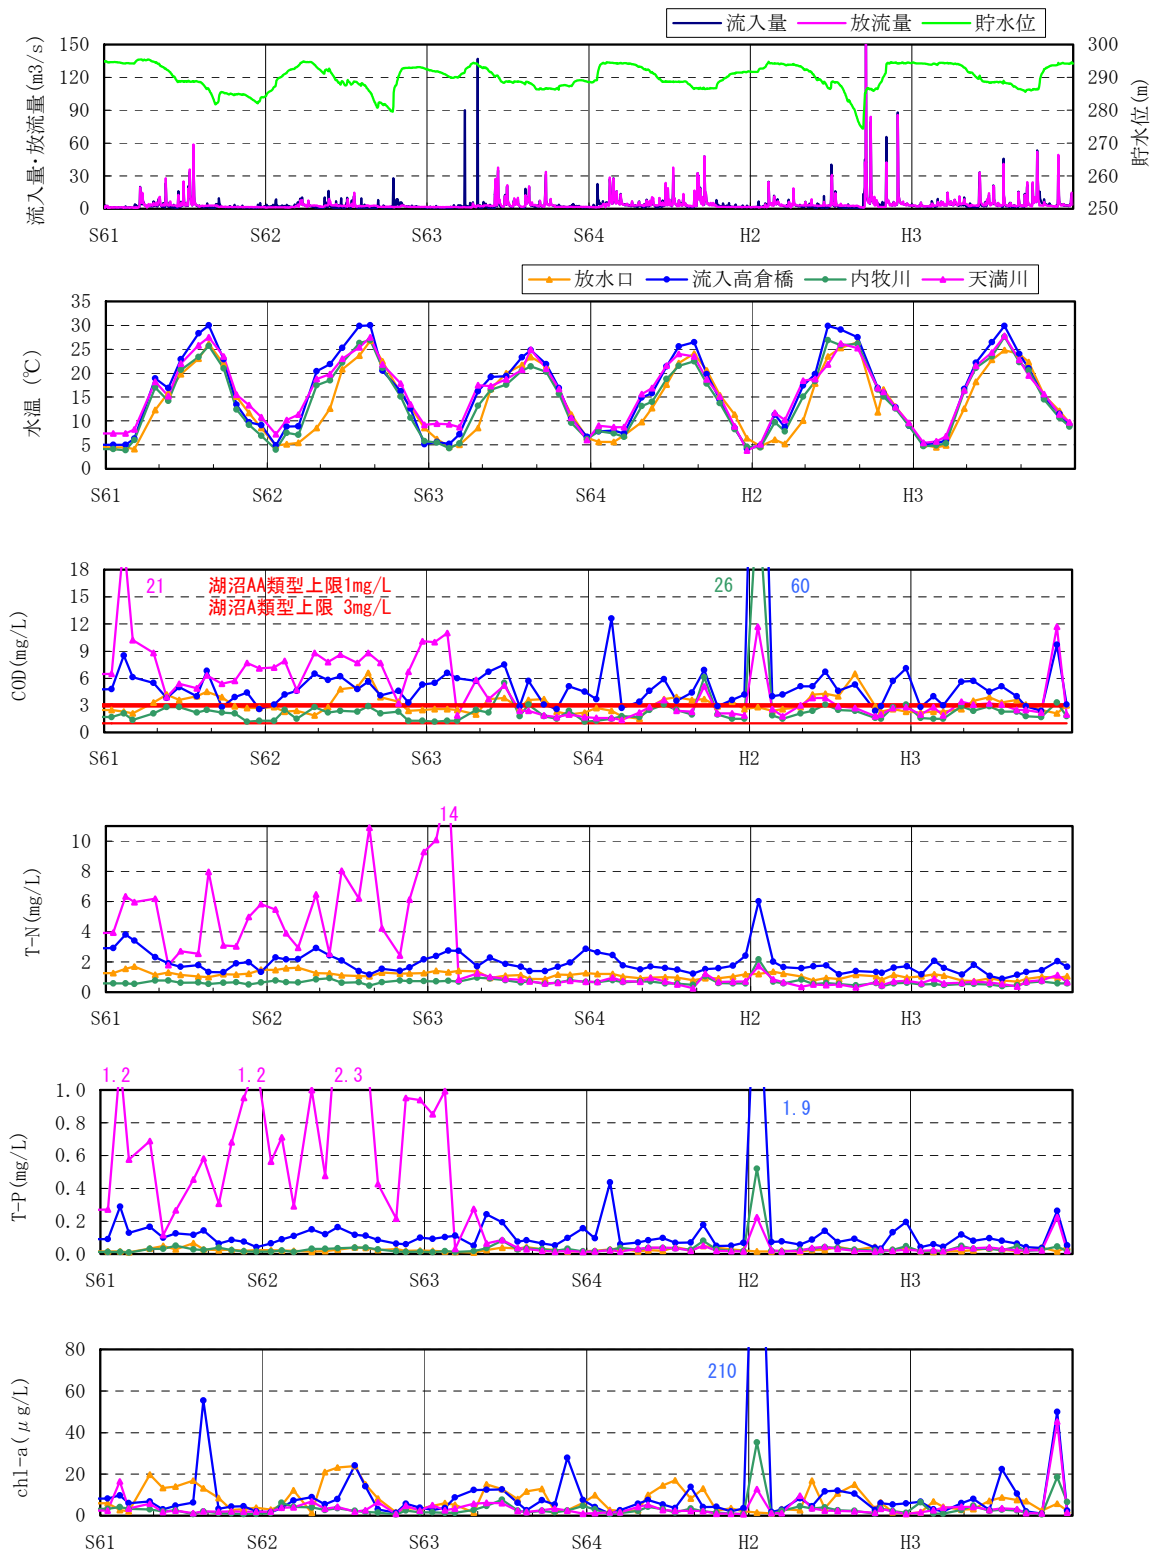 流入量 放流量 貯水位
流入量・放流量(m3/s)
150 120 90 60 30 0
300 290 280 270 260 250
貯水位(m)
S61 S62 S63 S64 H2 H3
放水口 流入高倉橋 内牧川 天満川
水温 (℃)
35 30 25 20 15 10 5 0
S61 S62 S63 S64 H2 H3
COD(mg/L)
18 15 12 9 6 3 0
21 湖沼AA類型上限1mg/L 26 60
湖沼A類型上限 3mg/L
S61 S62 S63 S64 H2 H3
14
T-N(mg/L)
10 8 6 4 2 0
S61 S62 S63 S64 H2 H3
1.2 1.2 2.3
T-P(mg/L)
1.0 0.8 0.6 0.4 0.2 0.0
1.9
S61 S62 S63 S64 H2 H3
chl-a(μg/L)
80 60 40 20 0
210
S61 S62 S63 S64 H2 H3